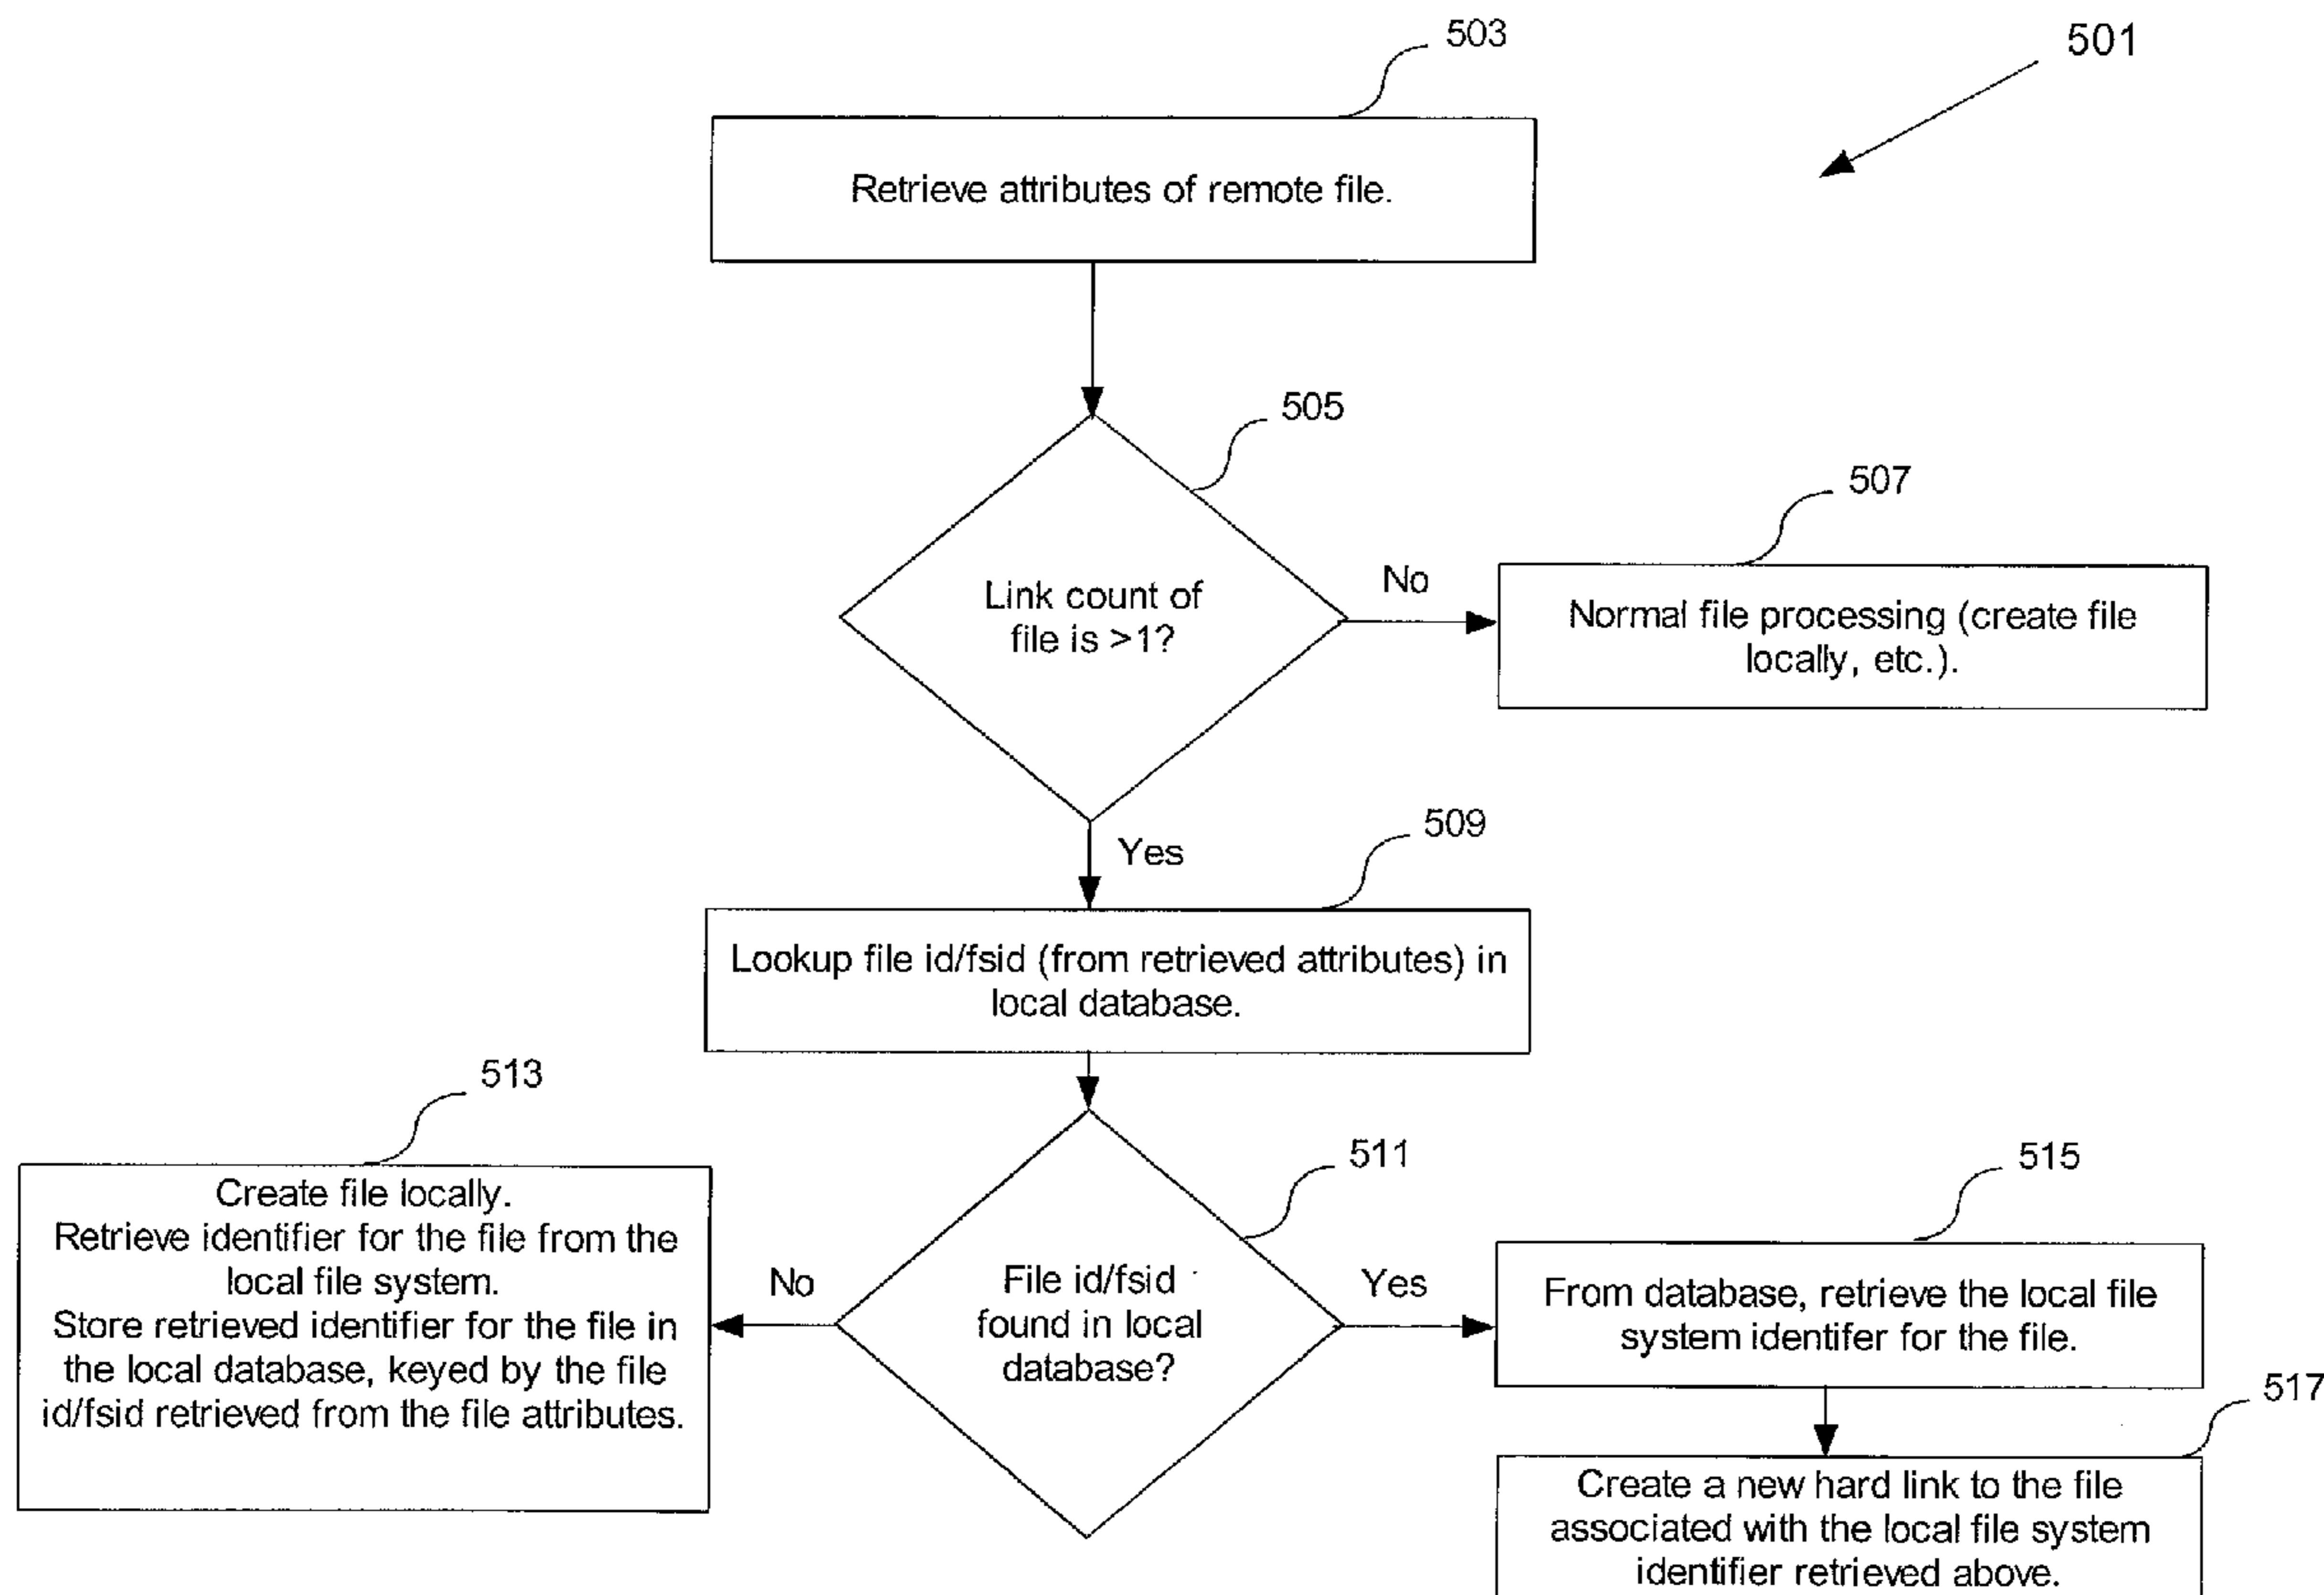 503
501
Retrieve attributes of remote file.
505
507
Link count of
file is >1?
No
Normal file processing (create file
locally, etc.).
Yes
509
Lookup file id/fsid (from retrieved attributes) in
local database.
513
Create file locally.
Retrieve identifier for the file from the
local file system.
Store retrieved identifier for the file in
the local database, keyed by the file
id/fsid retrieved from the file attributes.
No
511
File id/fsid
found in local
database?
Yes
515
From database, retrieve the local file
system identifer for the file.
517
Create a new hard link to the file
associated with the local file system
identifier retrieved above.